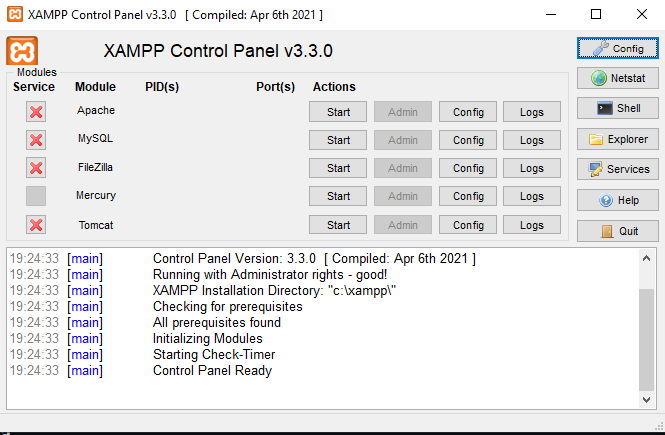 XAMPP Control Panel v3.3.0 [ Compiled: Apr 6th 2021 ]
XAMPP Control Panel v3.3.0
Config
Modules
Service Module PID(s) Port(s) Actions
Netstat
Apache Start Admin Config Logs
Shell
MySQL Start Admin Config Logs
Explorer
FileZilla Start Admin Config Logs
Services
Mercury Start Admin Config Logs
Help
Tomcat Start Admin Config Logs
Quit
19:24:33 [main] Control Panel Version: 3.3.0 [ Compiled: Apr 6th 2021 ]
19:24:33 [main] Running with Administrator rights - good!
19:24:33 [main] XAMPP Installation Directory: "c:\xampp\"
19:24:33 [main] Checking for prerequisites
19:24:33 [main] All prerequisites found
19:24:33 [main] Initializing Modules
19:24:33 [main] Starting Check-Timer
19:24:33 [main] Control Panel Ready